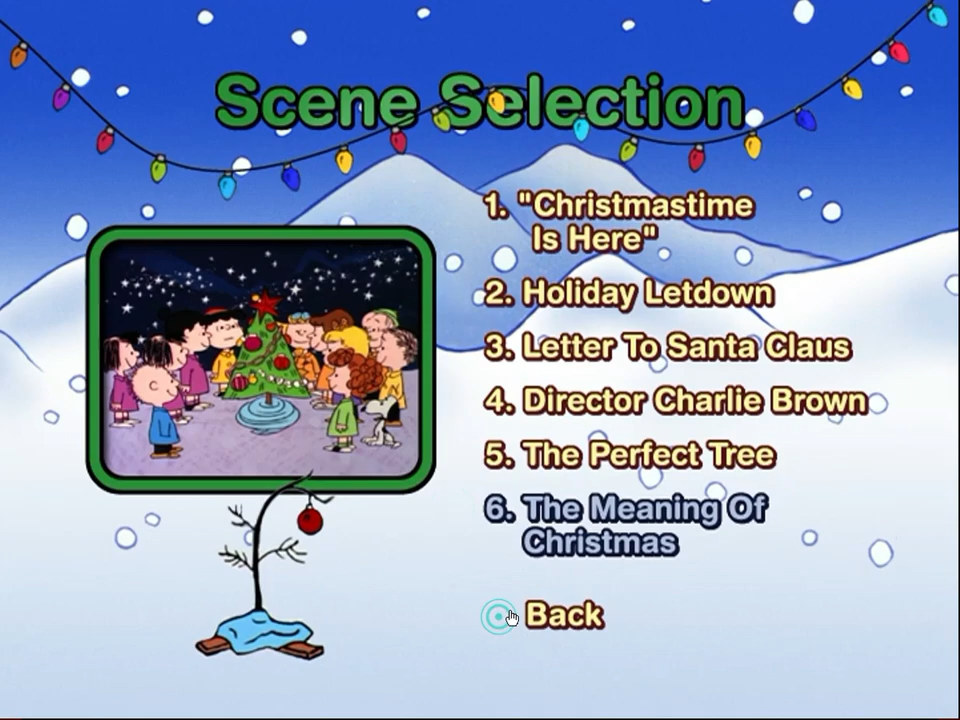 Scene Selection
1. "Christmastime
Is Here"
2. Holiday Letdown
3. Letter To Santa Claus
4. Director Charlie Brown
5. The Perfect Tree
6. The Meaning Of
Christmas
Back